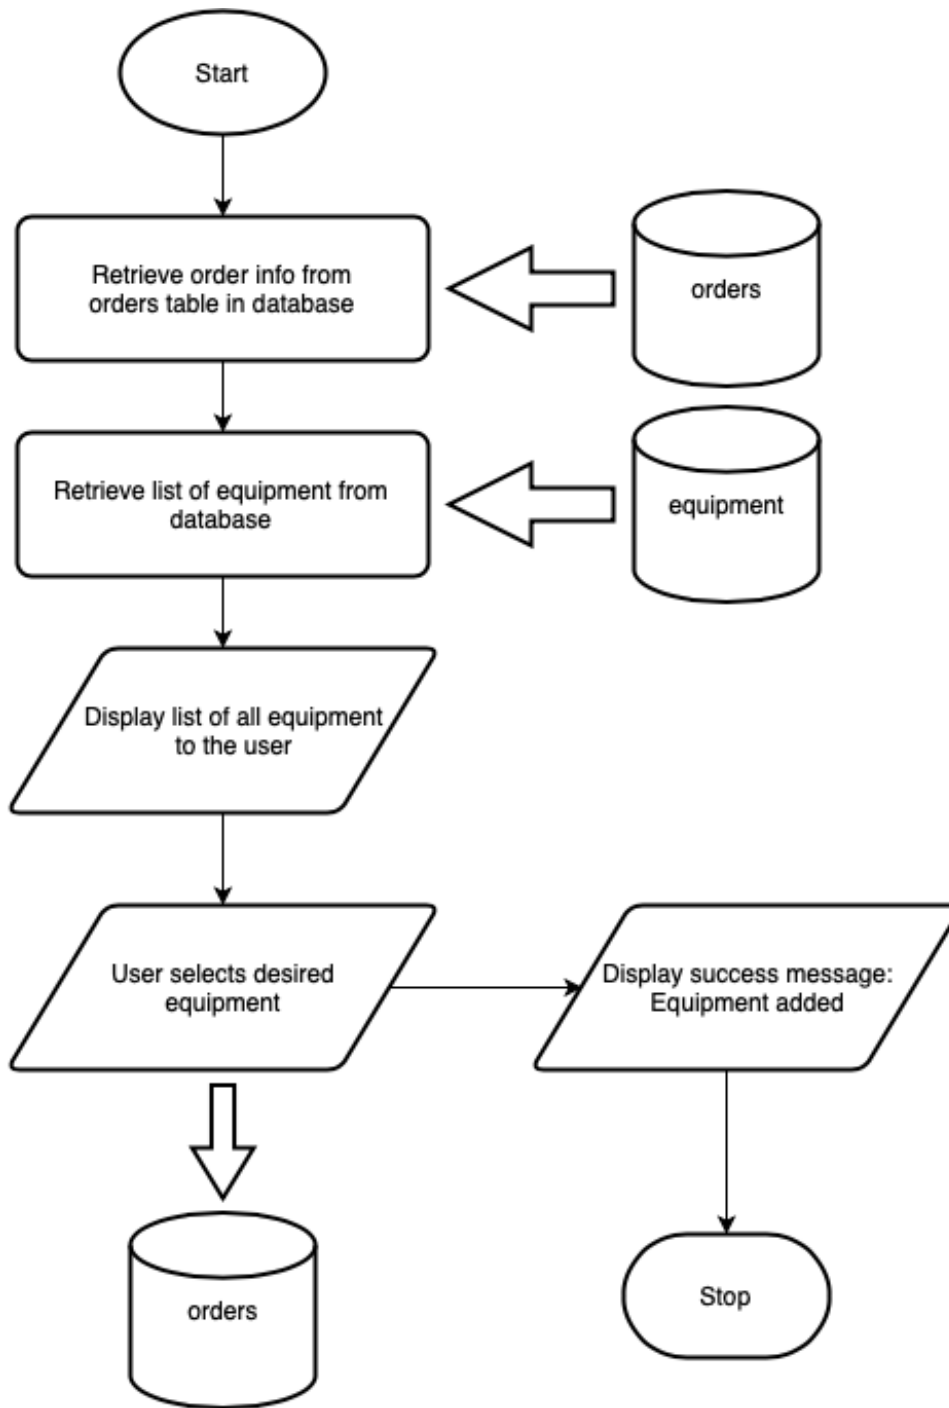 Start
Retrieve order info from
orders table in database
orders
Retrieve list of equipment from
database
equipment
Display list of all equipment
to the user
User selects desired
equipment
Display success message:
Equipment added
orders
Stop